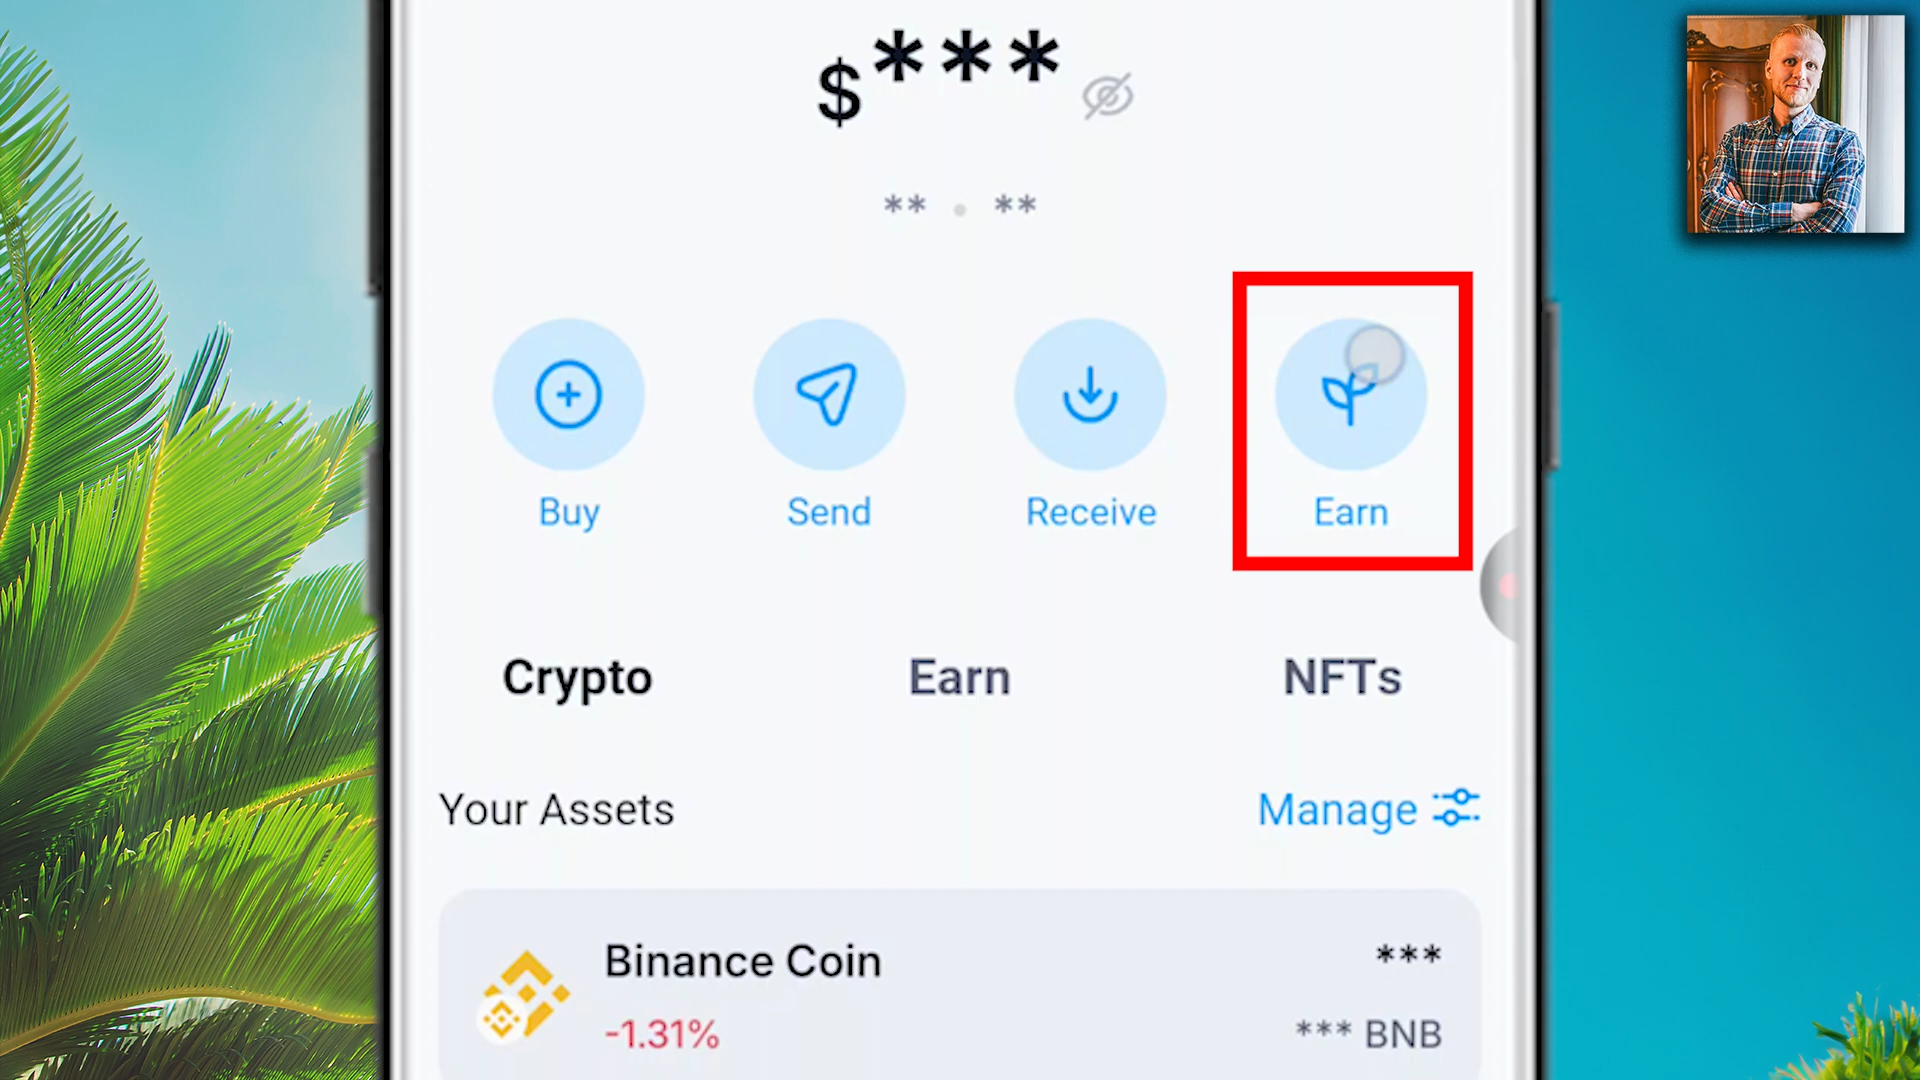 $***
** • **
Buy Send Receive Earn
Crypto Earn NFTs
Your Assets Manage
Binance Coin ***
-1.31% *** BNB